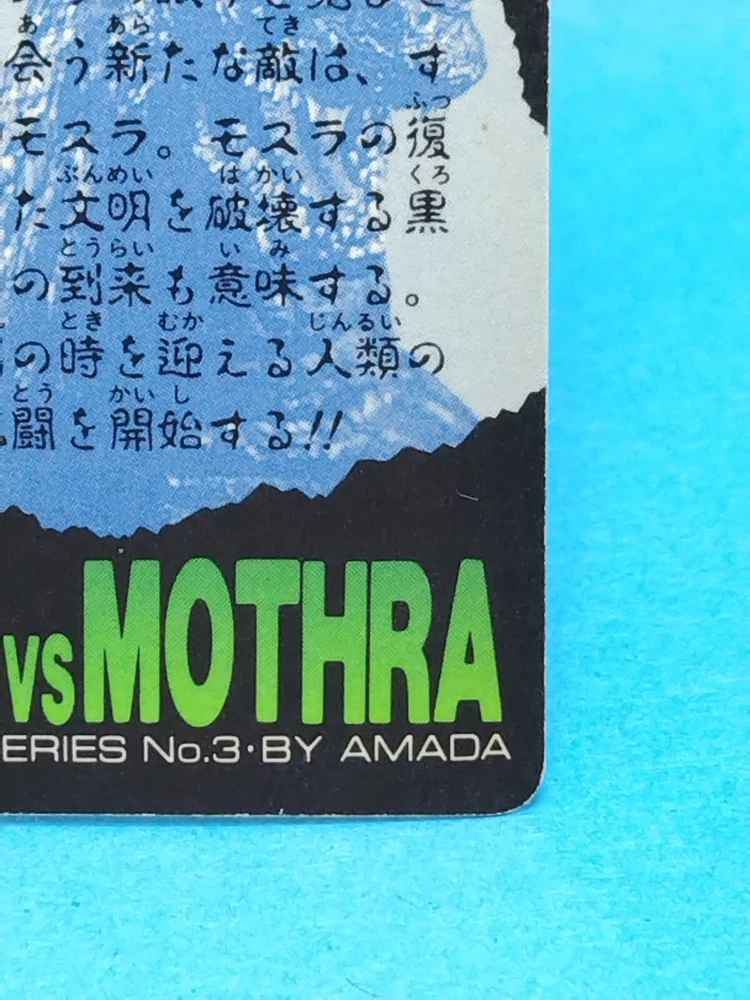 会う新たな敵は、す
モスラ。モスラの復
た文明を破壊する黒
の到来も意味する。
の時を迎える人類の
闘を開始する!!
VS MOTHRA
ERIES No.3・BY AMADA